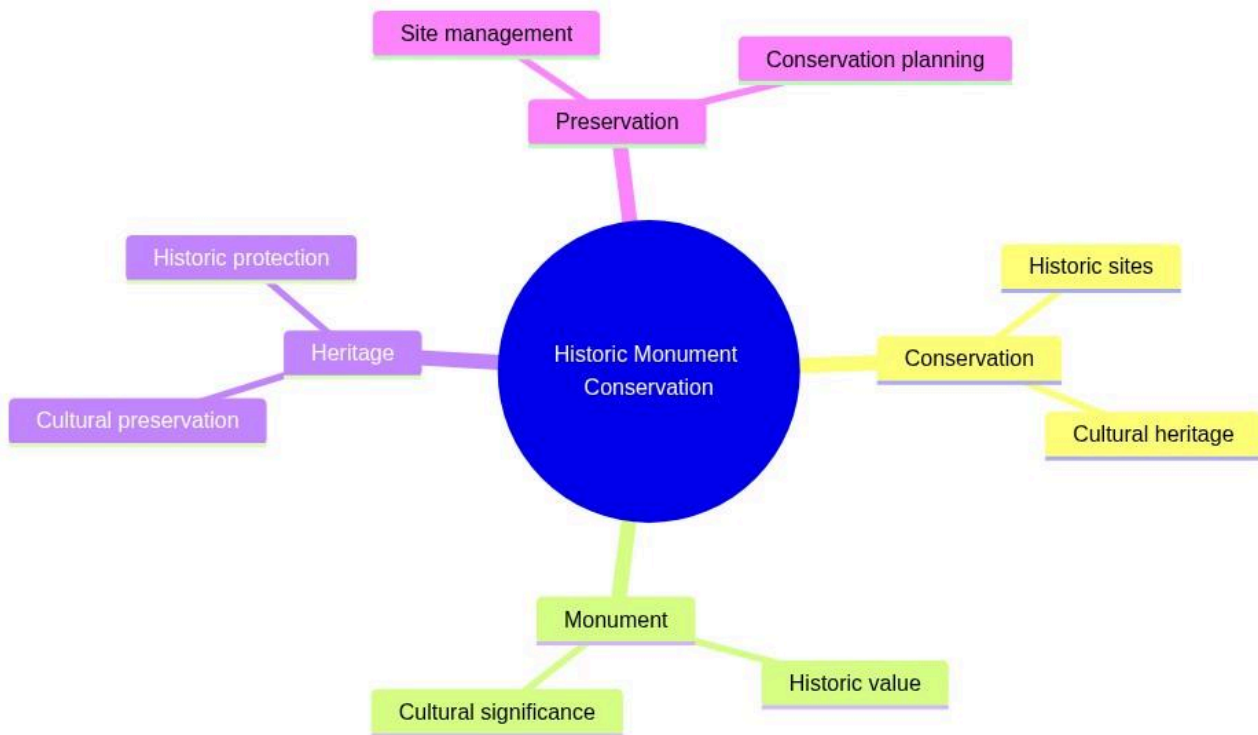 Site management
Conservation planning
Preservation
Historic protection
Heritage
Cultural preservation
Historic Monument
Conservation
Historic sites
Conservation
Cultural heritage
Monument
Historic value
Cultural significance